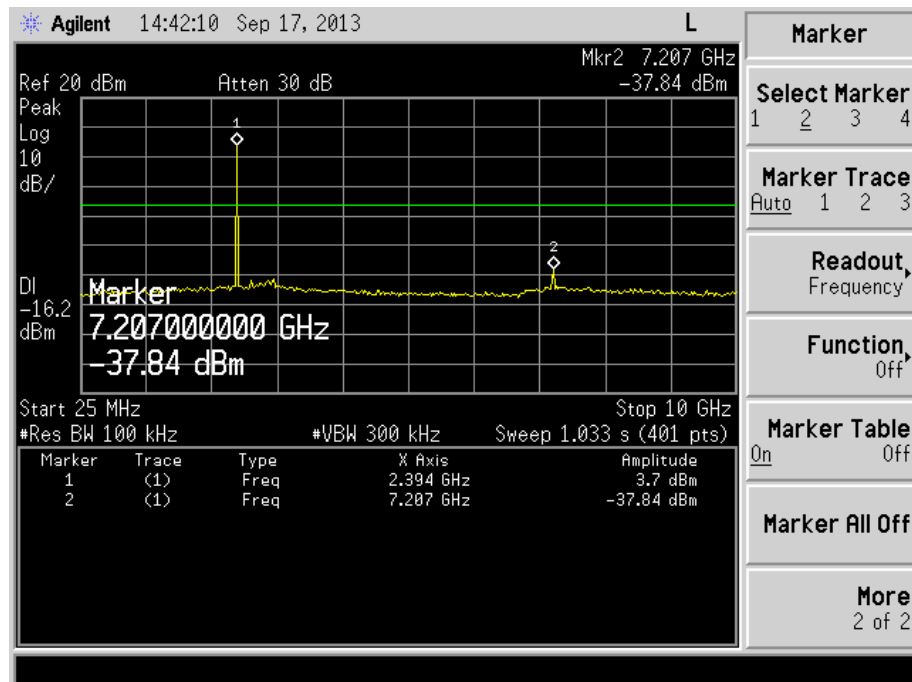 Agilent 14:42:10 Sep 17, 2013 L
Mkr2 7.207 GHz
Ref 20 dBm Atten 30 dB -37.84 dBm
Peak
Log
10
dB/
1
2
DI
-16.2
dBm
Marker
7.207000000 GHz
-37.84 dBm
Start 25 MHz Stop 10 GHz
#Res BW 100 kHz #VBW 300 kHz Sweep 1.033 s (401 pts)
Marker Trace Type X Axis Amplitude
1 (1) Freq 2.394 GHz 3.7 dBm
2 (1) Freq 7.207 GHz -37.84 dBm
Marker
Select Marker
1 2 3 4
Marker Trace
Auto 1 2 3
Readout
Frequency
Function
Off
Marker Table
On Off
Marker All Off
More
2 of 2